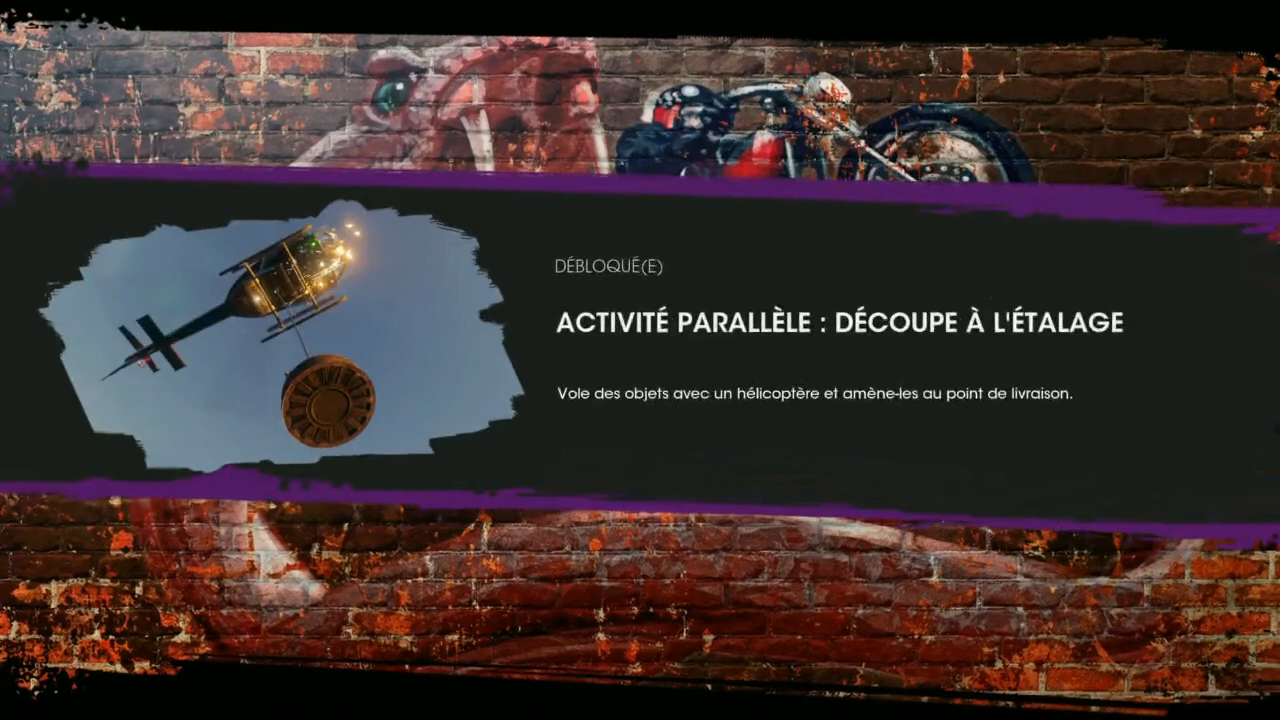 DÉBLOQUÉ(E)
ACTIVITÉ PARALLÈLE : DÉCOUPE À L'ÉTALAGE
Vole des objets avec un hélicoptère et amène-les au point de livraison.